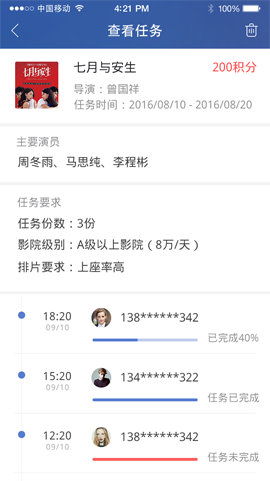 中国移动 4:21 PM 100%
查看任务
七月与安生 200积分
七月与安生
导演：曾国祥
任务时间：2016/08/10 - 2016/08/20
主要演员
周冬雨、马思纯、李程彬
任务要求
任务份数：3份
影院级别：A级以上影院（8万/天）
排片要求：上座率高
18:20 138******342
09/10
已完成40%
15:20 134******322
09/10
任务已完成
12:20 138******342
09/10
任务未完成